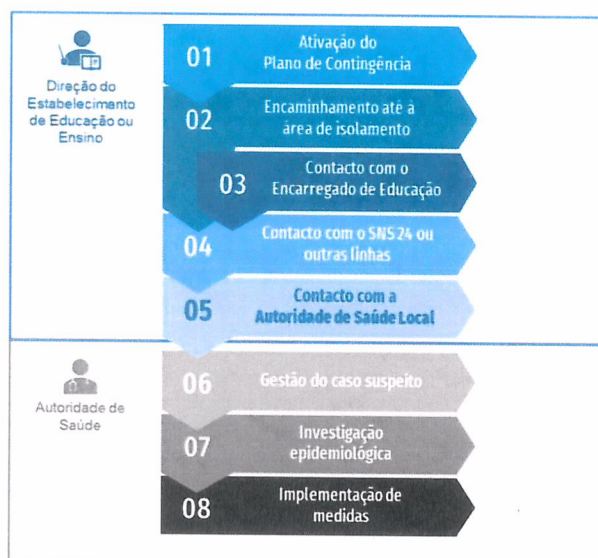 Direção do
Estabelecimento
de Educação ou
Ensino
01
Ativação do
Plano de Contingência
02
Encaminhamento até à
área de isolamento
03
Contacto com o
Encarregado de Educação
04
Contacto com o SNS 24 ou
outras linhas
05
Contacto com a
Autoridade de Saúde Local
Autoridade de
Saúde
06
Gestão do caso suspeito
07
Investigação
epidemiológica
08
Implementação de
medidas